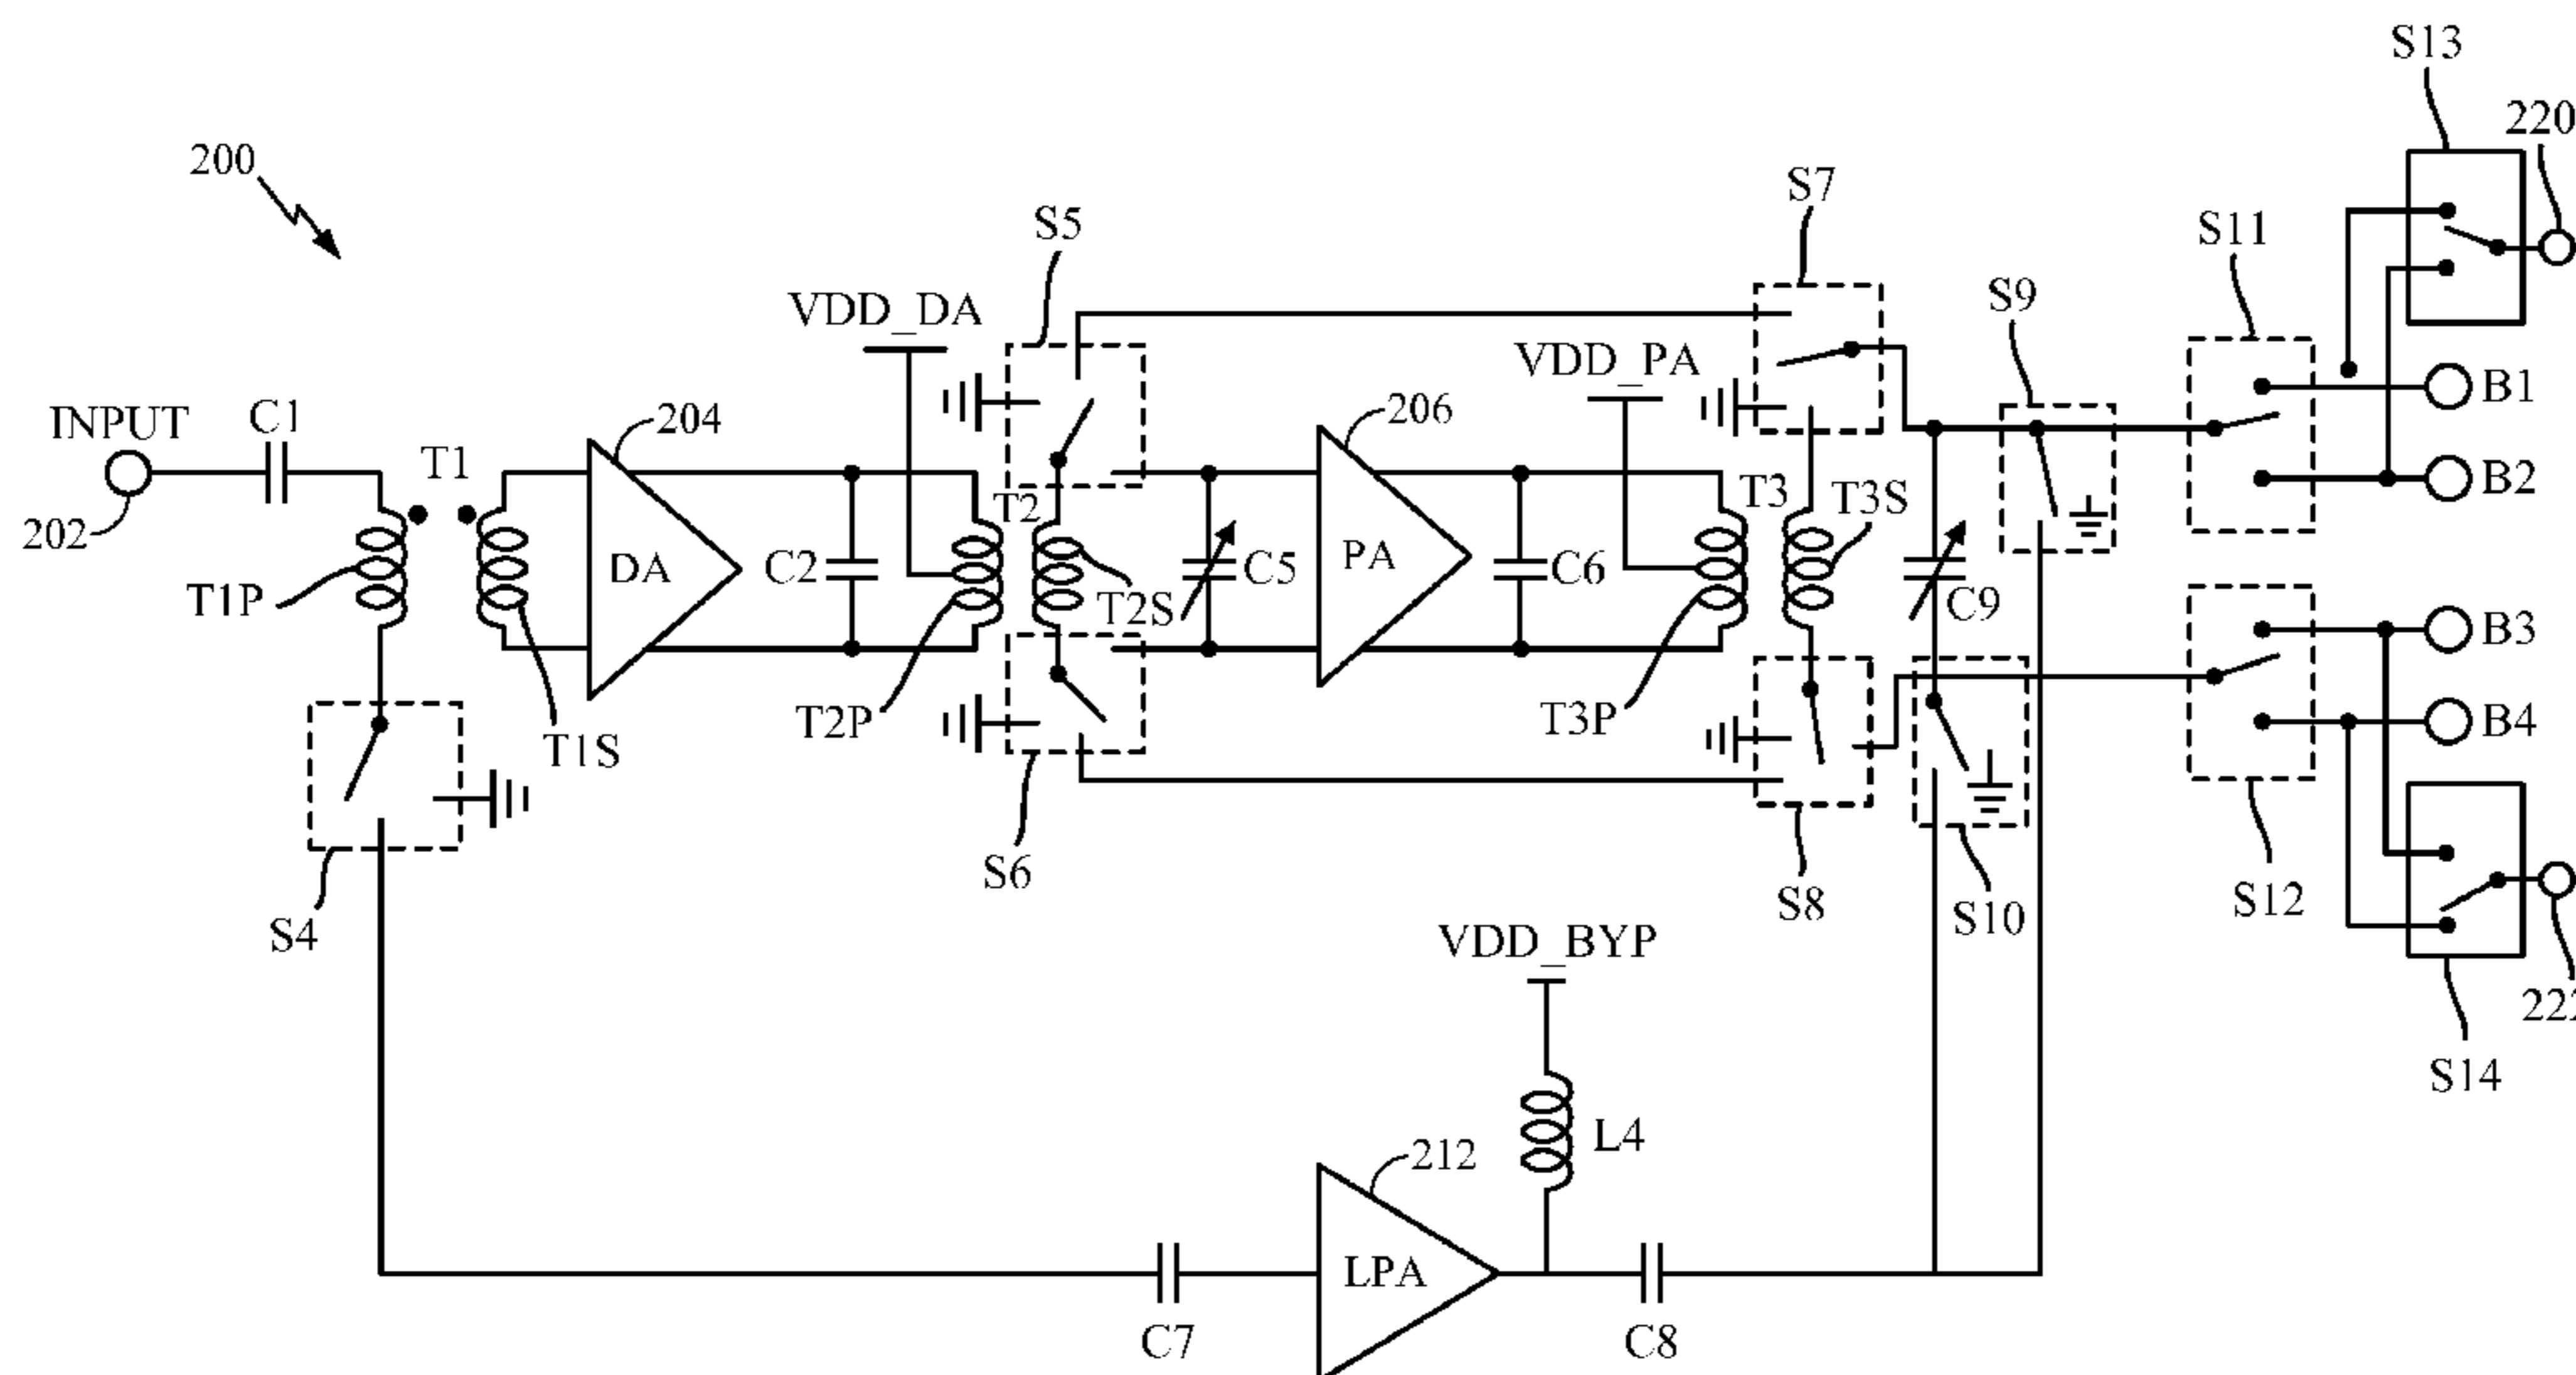 S13
220
200
S7
S5
S11
VDD_DA
S9
VDD_PA
INPUT
C1
204
206
B1
T1
T2
T3
T3S
B2
202
DA
C2
C5
PA
C6
T1P
T2S
C9
B3
T2P
T3P
T1S
B4
S6
S8
S10
S12
S4
VDD_BYP
S14
L4
212
LPA
C7
C8